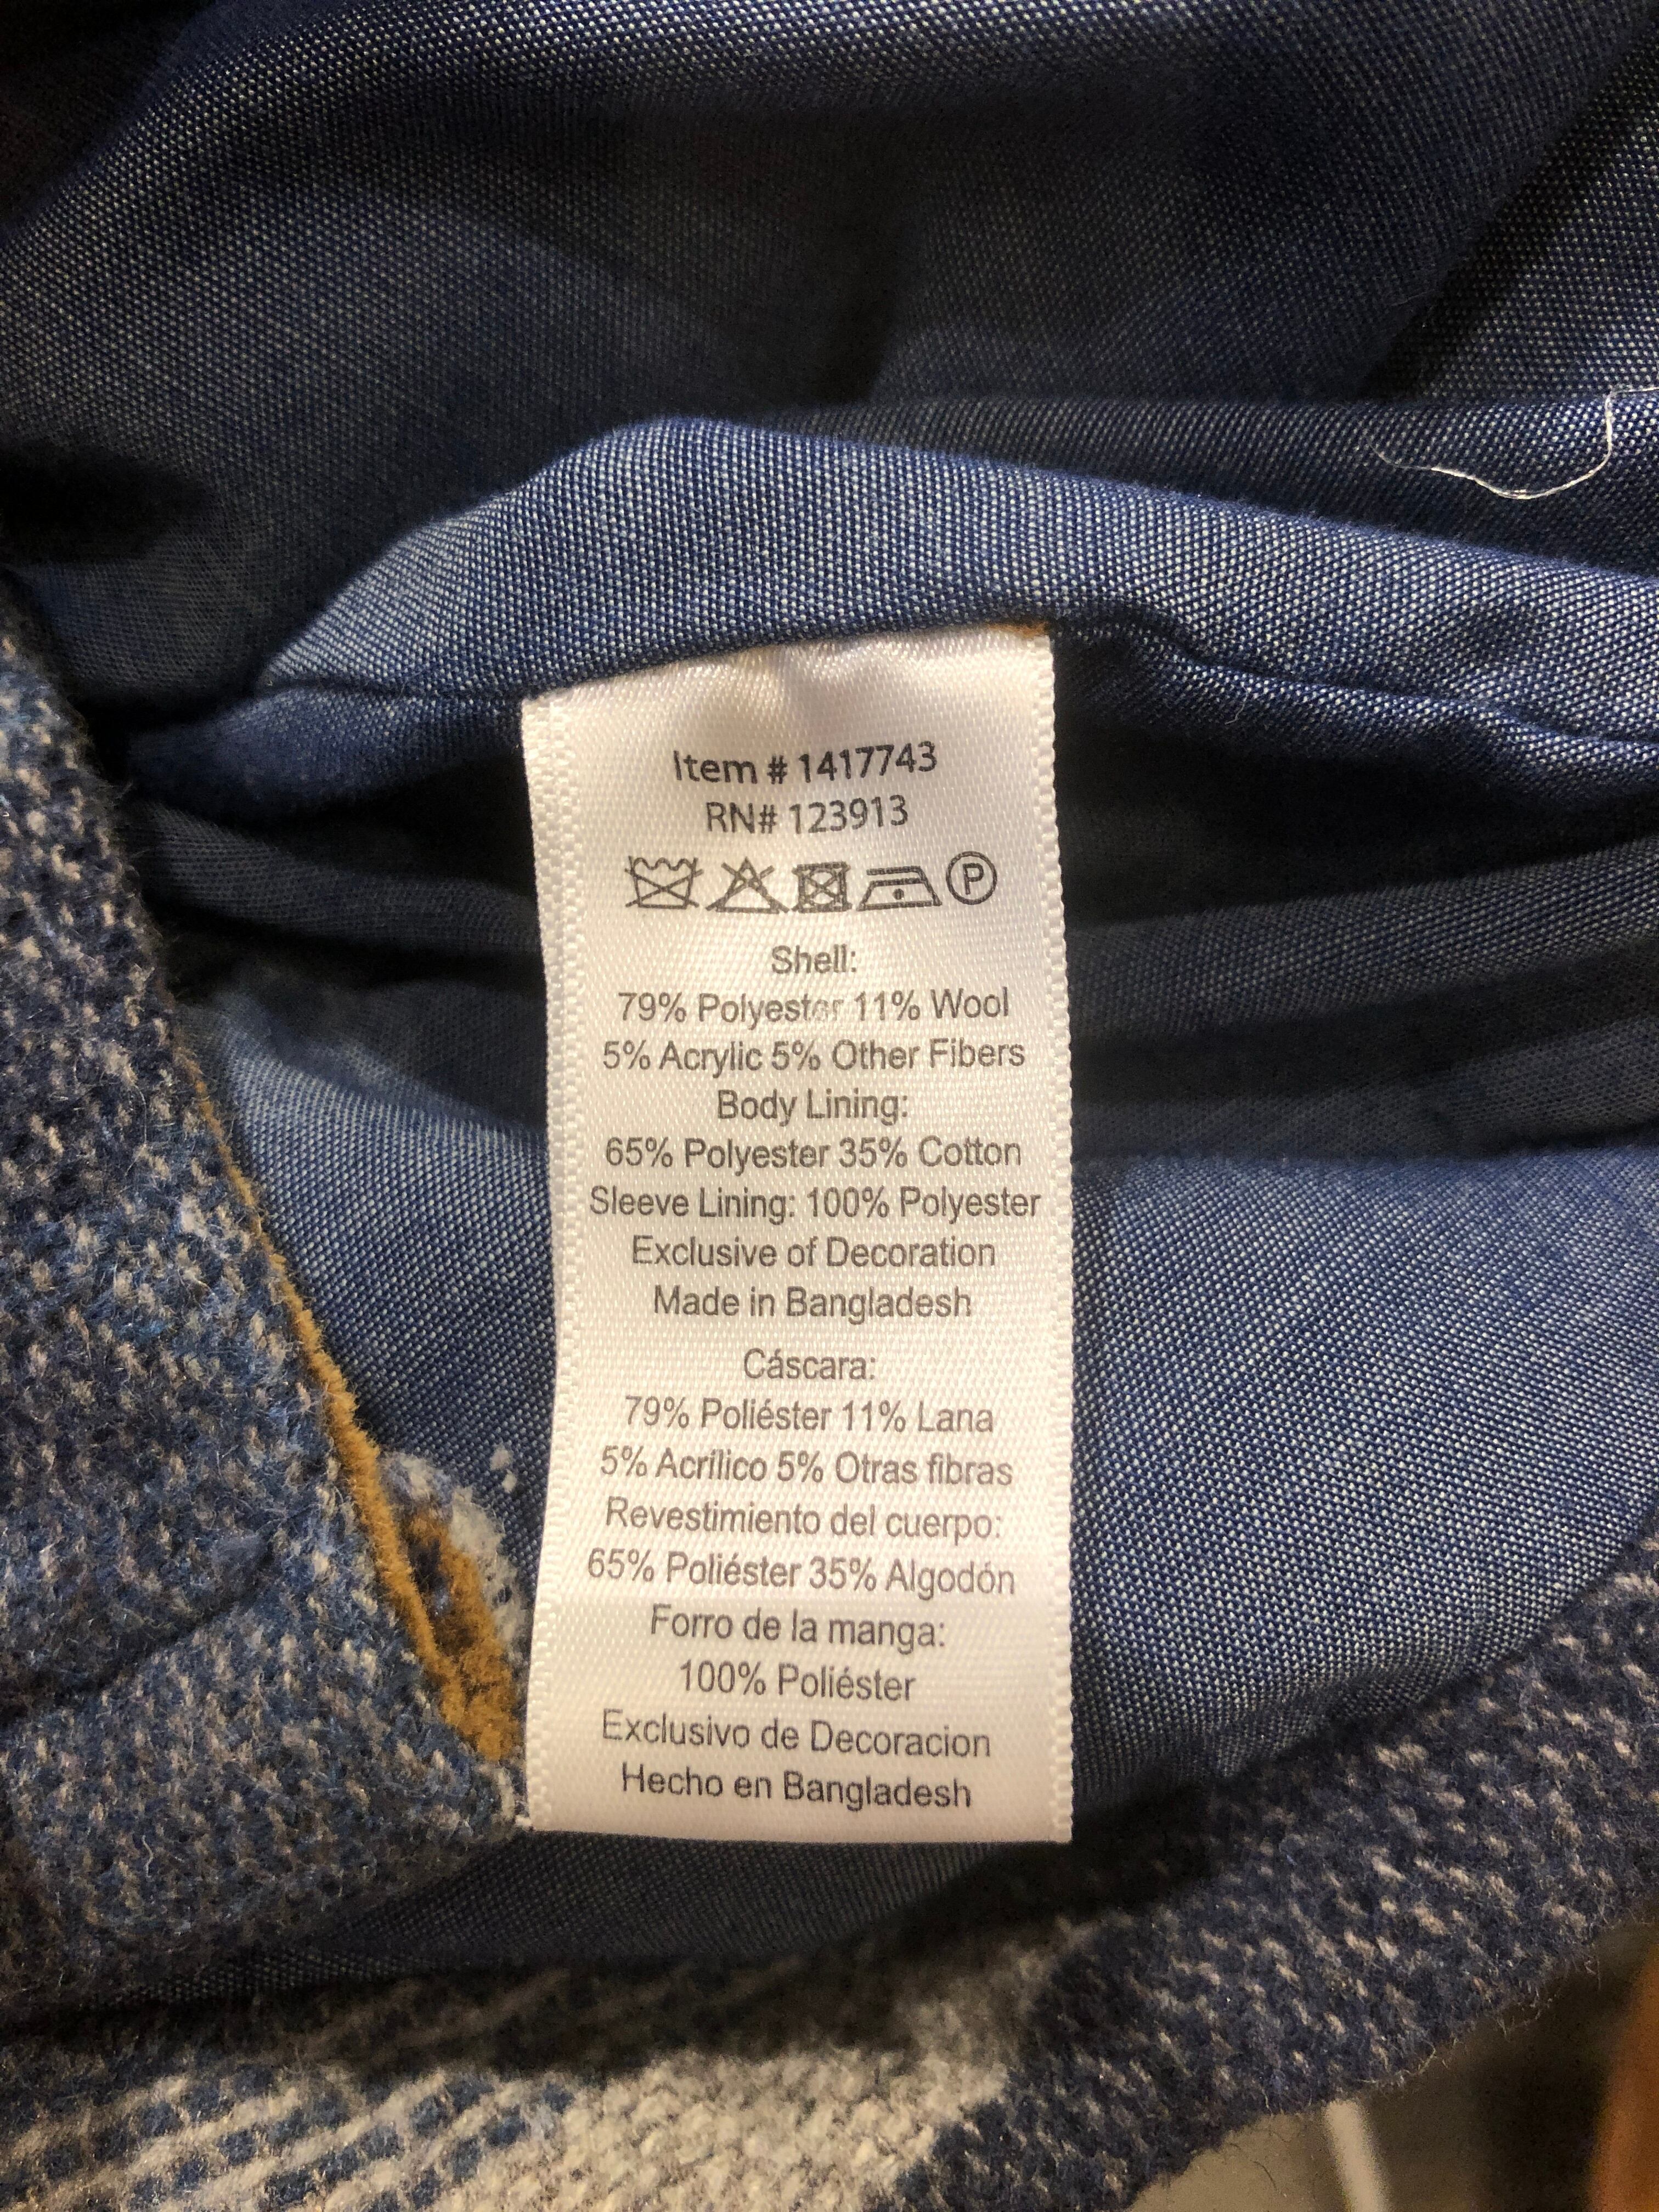 Item # 1417743
RN# 123913
P
Shell:
79% Polyester 11% Wool
5% Acrylic 5% Other Fibers
Body Lining:
65% Polyester 35% Cotton
Sleeve Lining: 100% Polyester
Exclusive of Decoration
Made in Bangladesh
Cáscara:
79% Poliéster 11% Lana
5% Acrílico 5% Otras fibras
Revestimiento del cuerpo:
65% Poliéster 35% Algodón
Forro de la manga:
100% Poliéster
Exclusivo de Decoracion
Hecho en Bangladesh